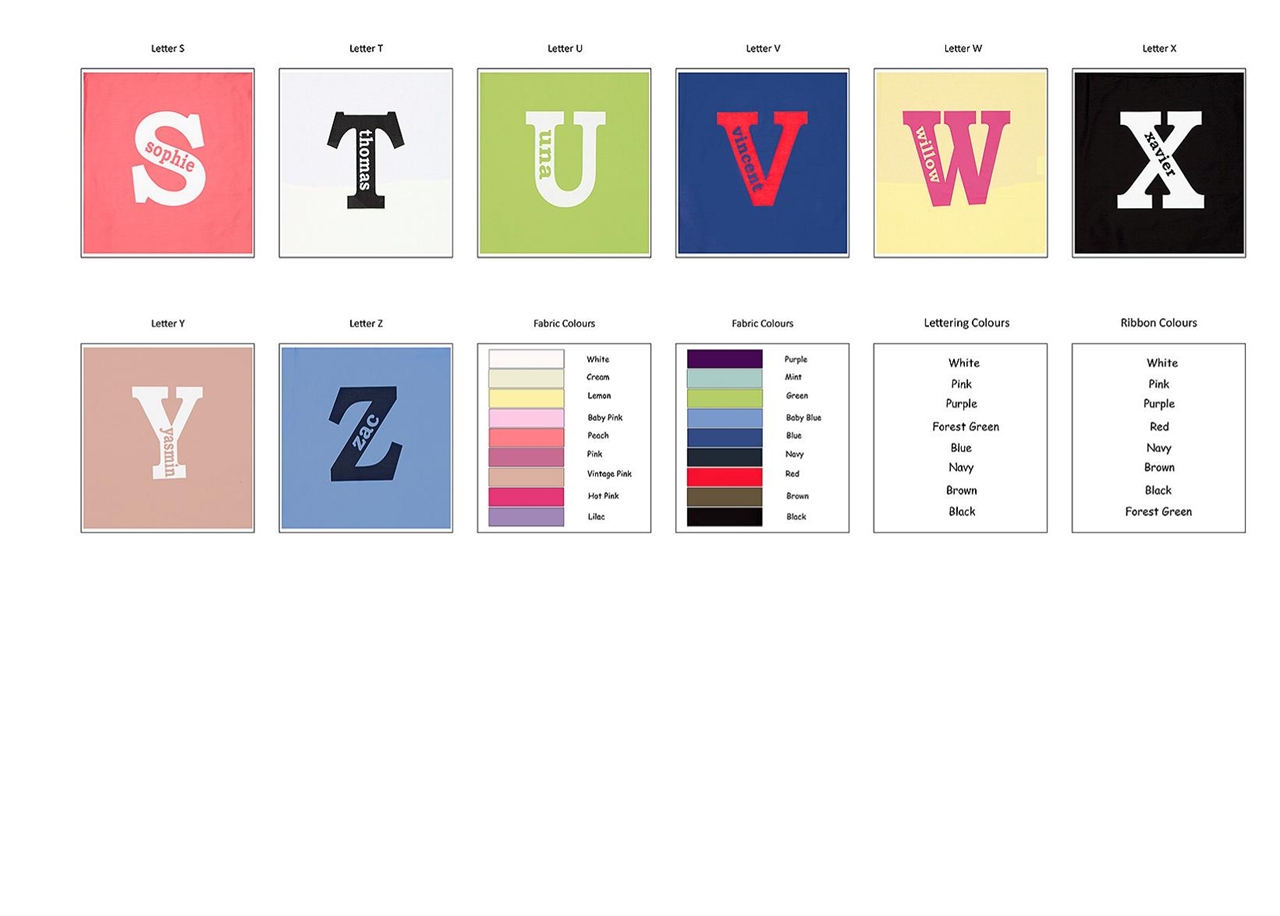 Letter S
Letter T
Letter U
Letter V
Letter W
Letter X
S
sophie
T
thomas
U
una
V
vincent
W
willow
X
xavier
Letter Y
Letter Z
Fabric Colours
Fabric Colours
Lettering Colours
Ribbon Colours
Y
yasmin
Z
zac
White
Cream
Lemon
Baby Pink
Peach
Pink
Vintage Pink
Hot Pink
Lilac
Purple
Mint
Green
Baby Blue
Blue
Navy
Red
Brown
Black
White
Pink
Purple
Forest Green
Blue
Navy
Brown
Black
White
Pink
Purple
Red
Navy
Brown
Black
Forest Green